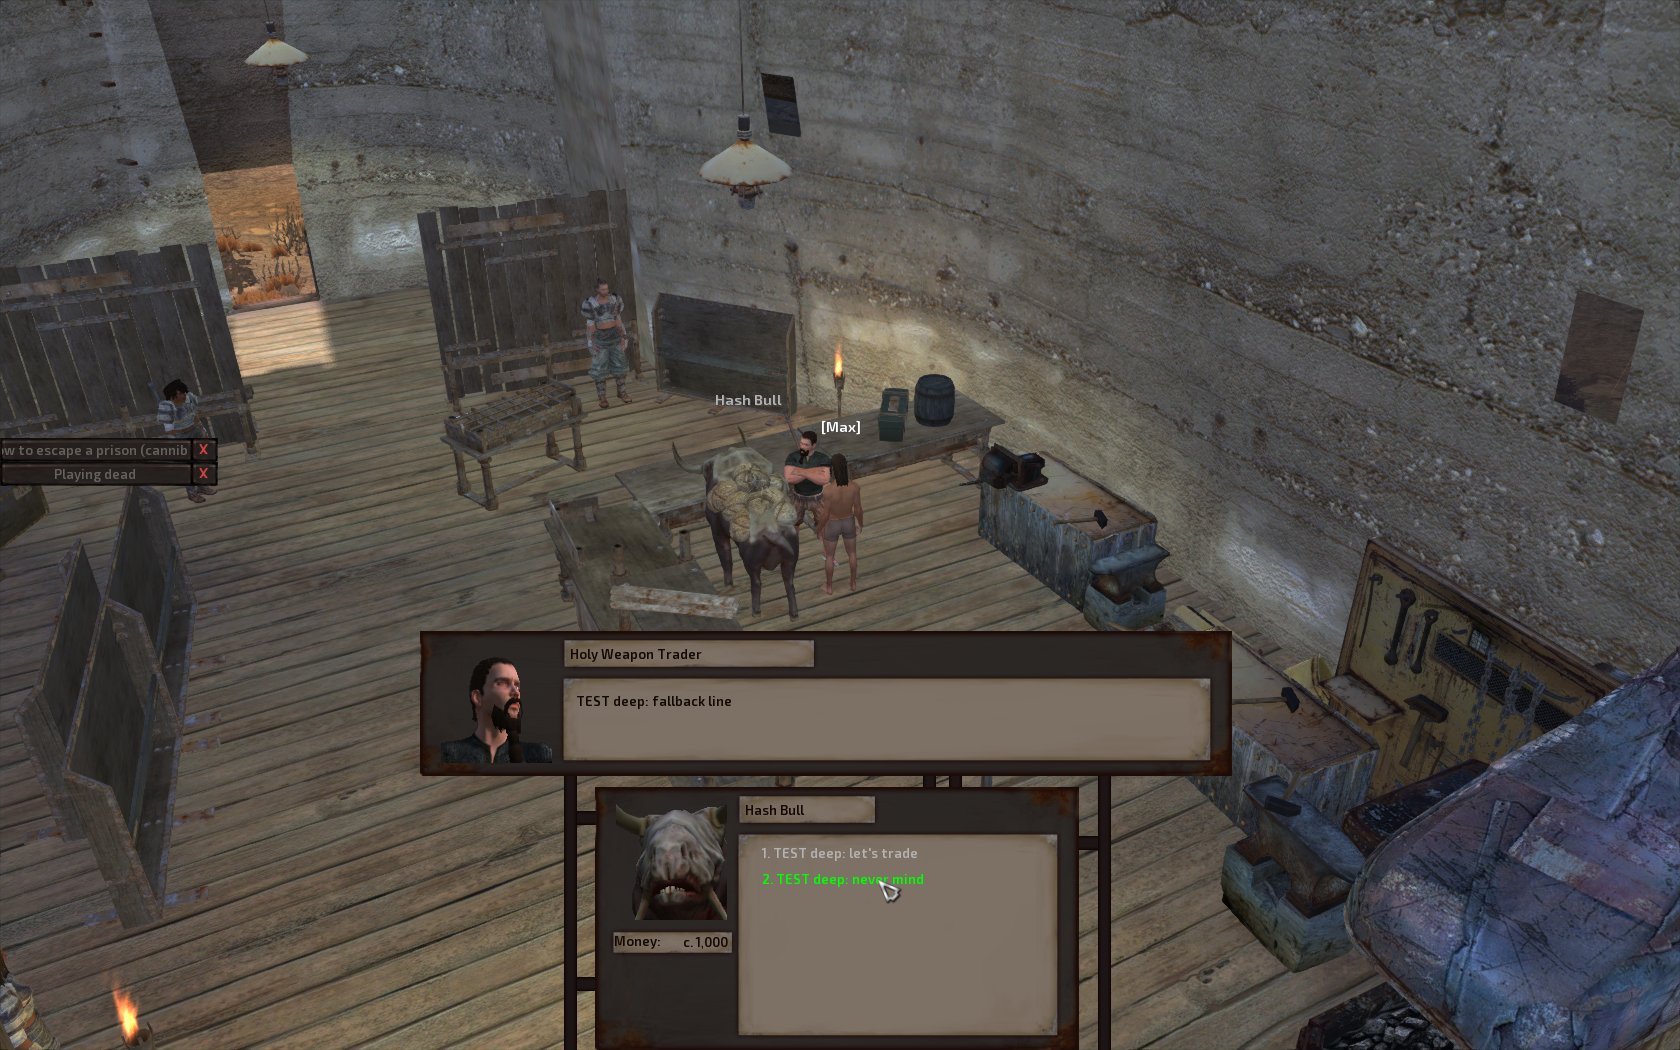 Hash Bull
[Max]
ow to escape a prison (cannib
X
Playing dead
X
Holy Weapon Trader
TEST deep: fallback line
Hash Bull
1. TEST deep: let's trade
2. TEST deep: never mind
Money: c.1,000